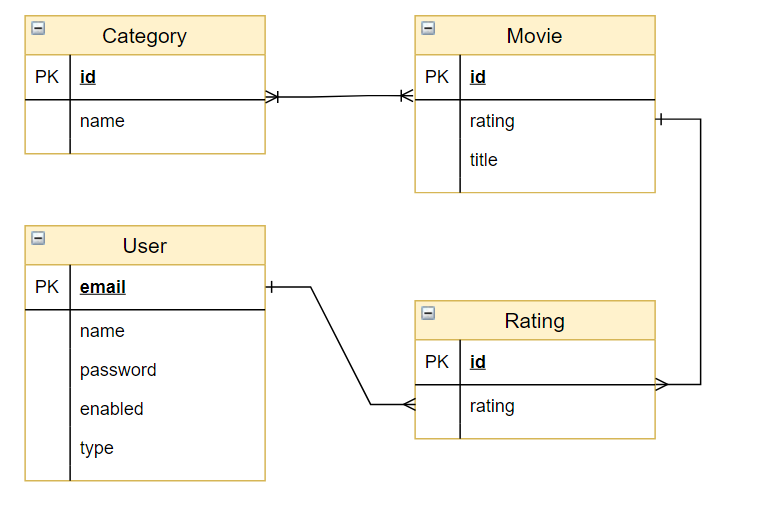 Category
PK id
name
Movie
PK id
rating
title
User
PK email
name
password
enabled
type
Rating
PK id
rating